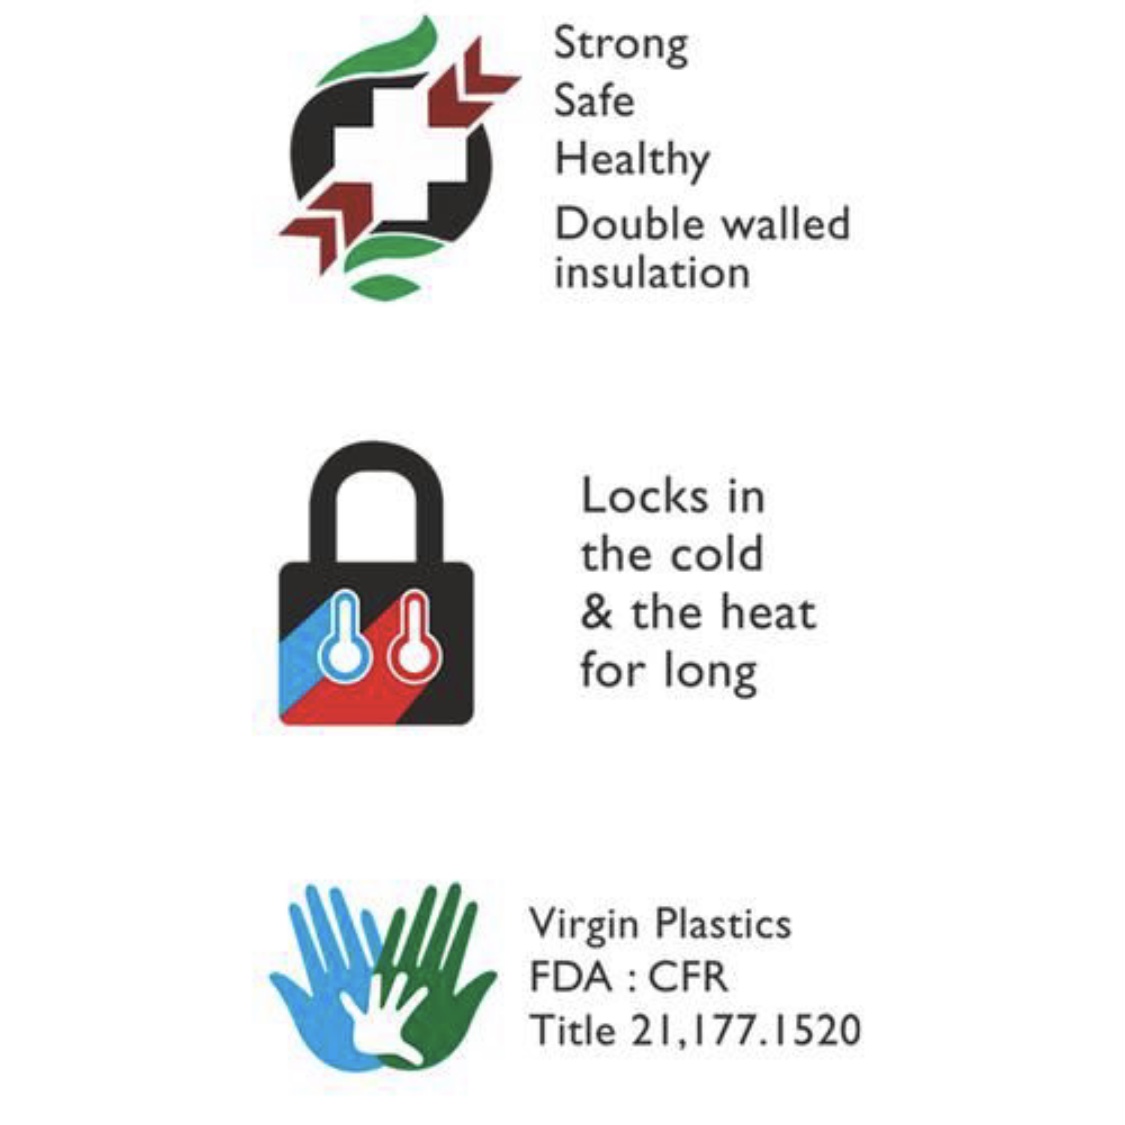 Strong
Safe
Healthy
Double walled
insulation
Locks in
the cold
& the heat
for long
Virgin Plastics
FDA : CFR
Title 21,177.1520